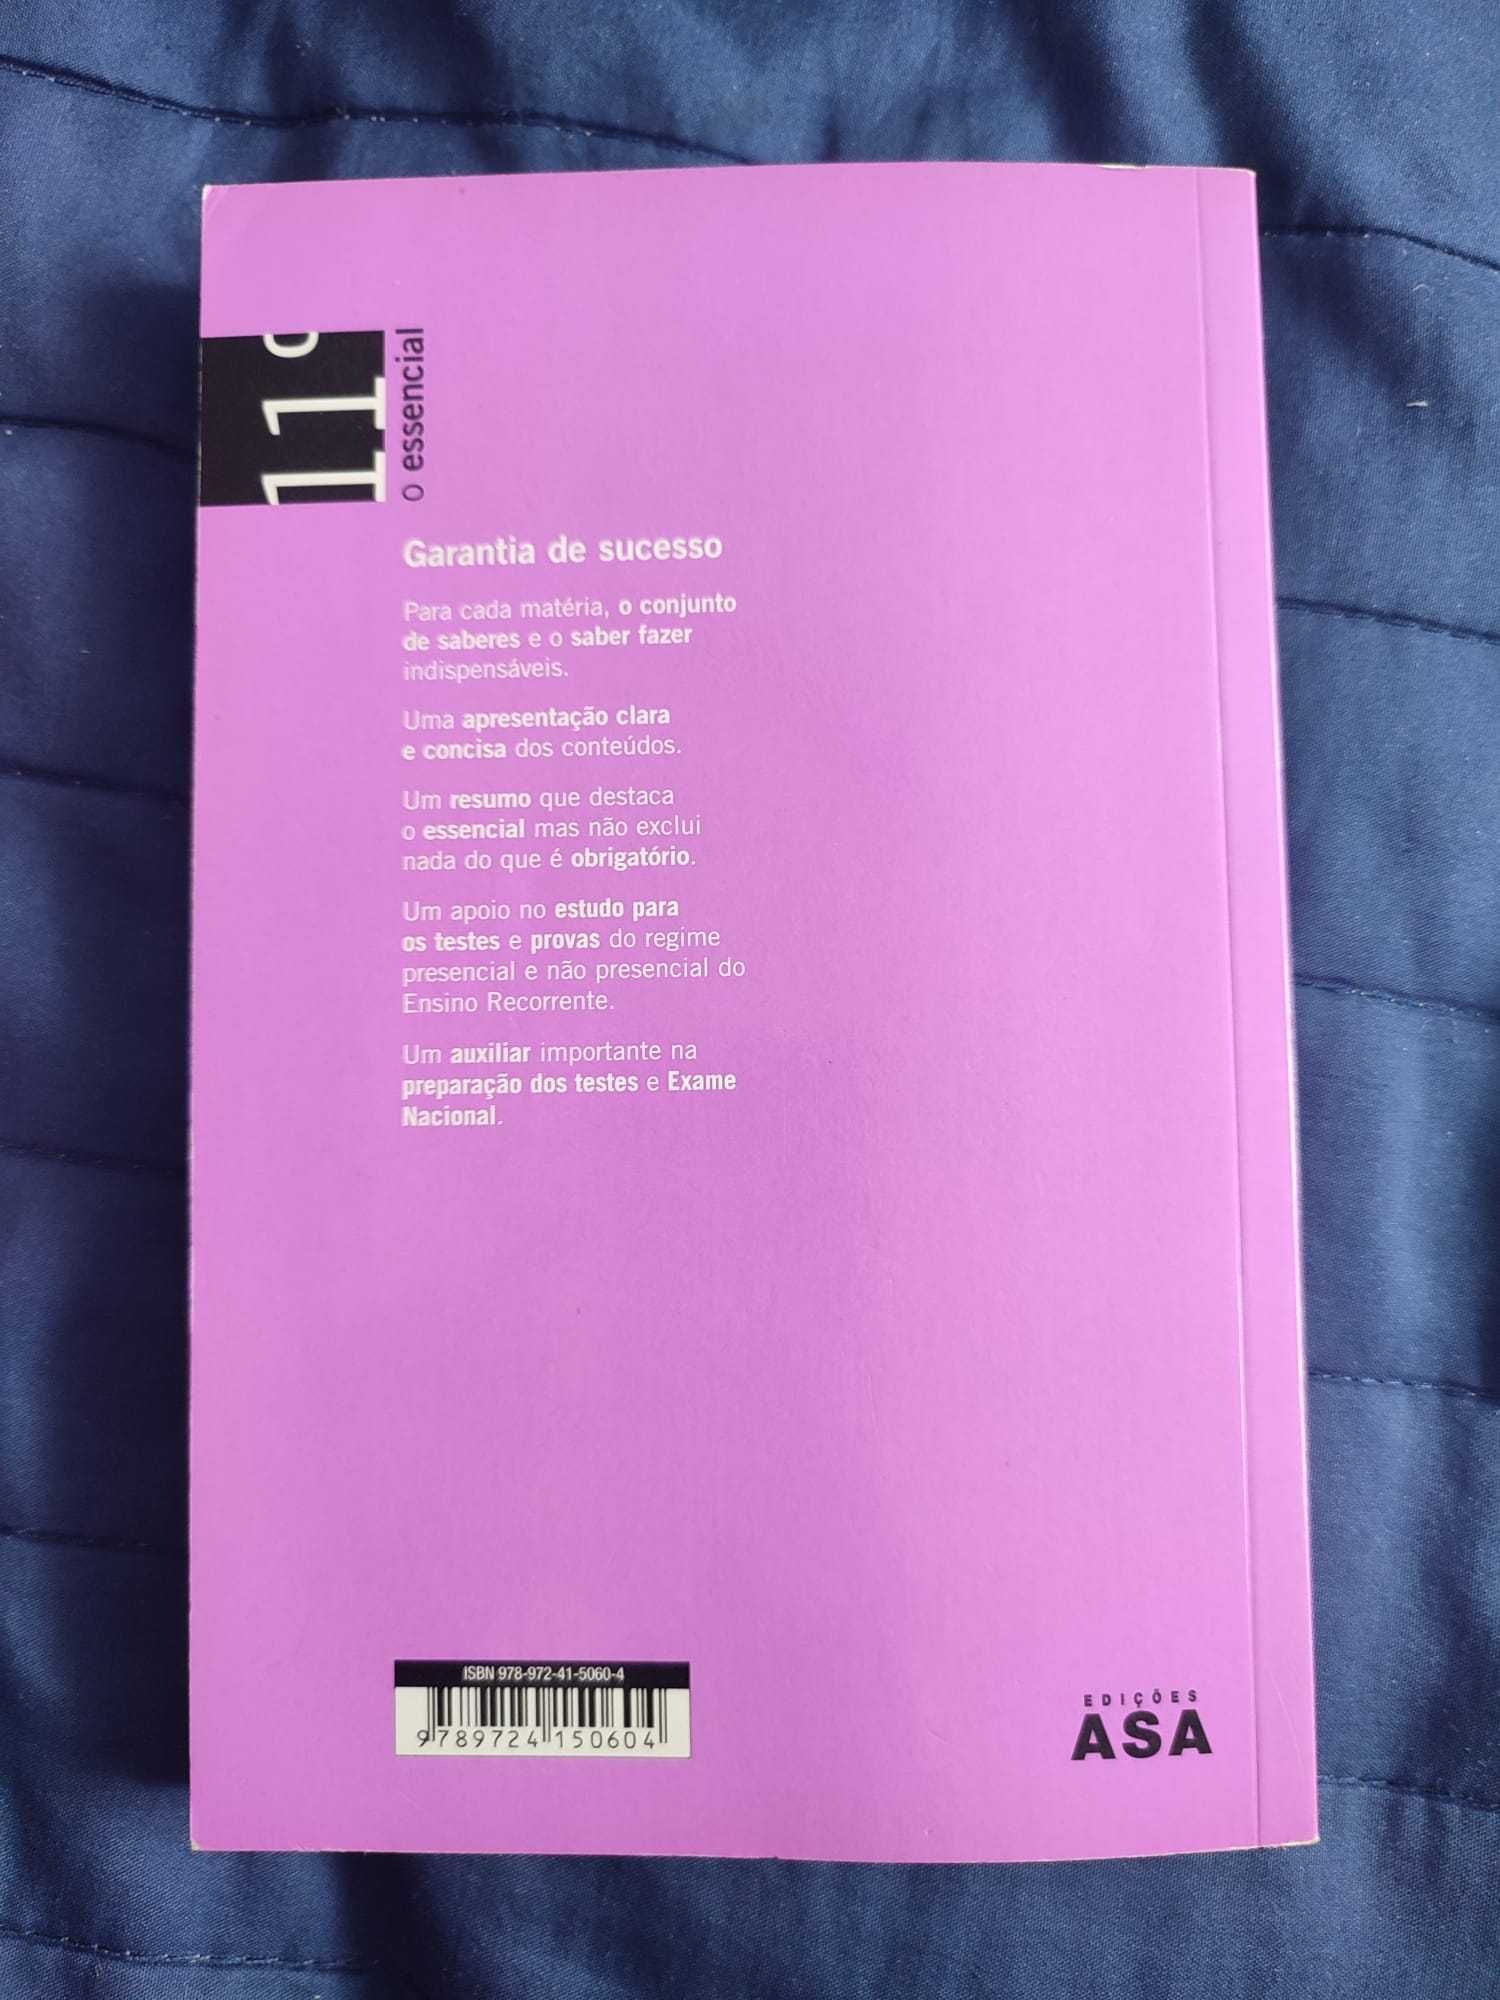 11º
o essencial
Garantia de sucesso
Para cada matéria, o conjunto
de saberes e o saber fazer
indispensáveis.
Uma apresentação clara
e concisa dos conteúdos.
Um resumo que destaca
o essencial mas não exclui
nada do que é obrigatório.
Um apoio no estudo para
os testes e provas do regime
presencial e não presencial do
Ensino Recorrente.
Um auxiliar importante na
preparação dos testes e Exame
Nacional.
ISBN 978-972-41-5060-4
9789724150604
EDIÇÕES
ASA